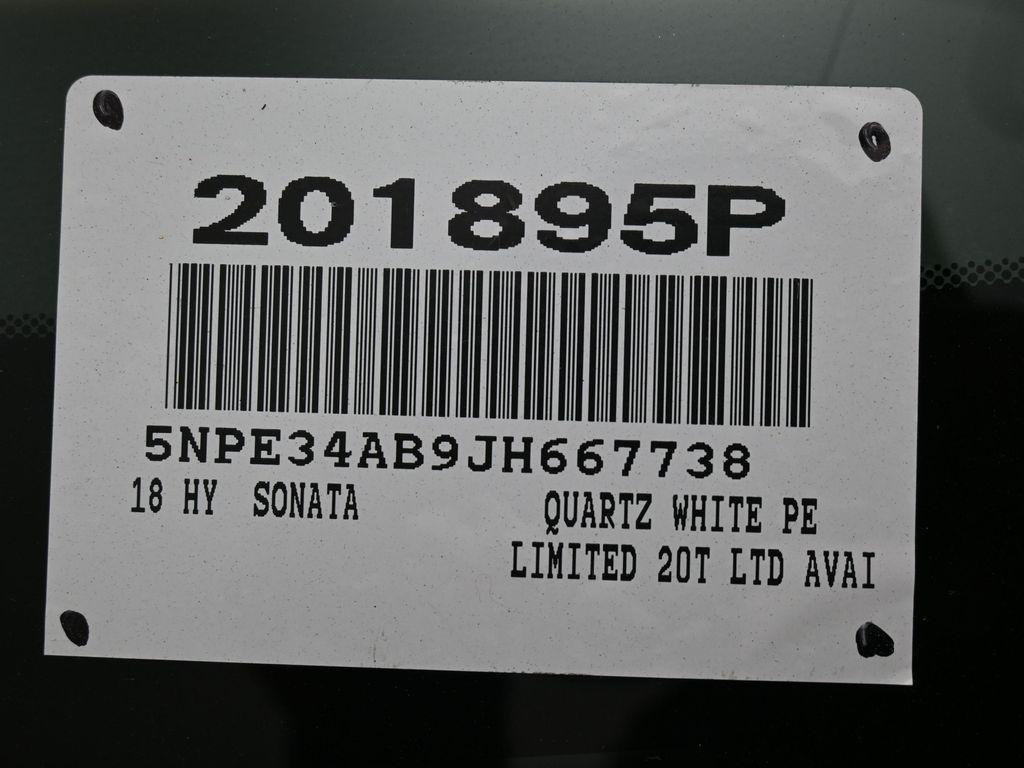 201895P
5NPE34AB9JH667738
18 HY SONATA QUARTZ WHITE PE
LIMITED 20T LTD AVAI